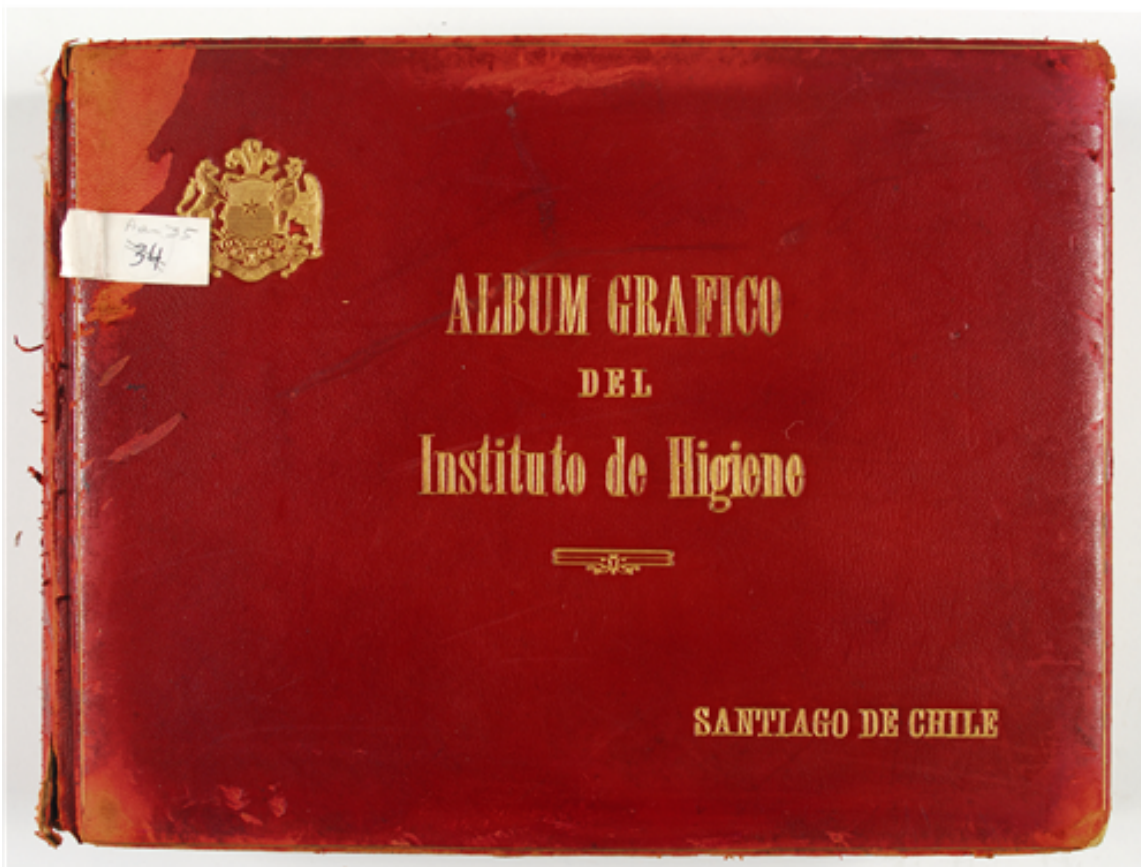 34
ALBUM GRAFICO
DEL
Instituto de Higiene
SANTIAGO DE CHILE